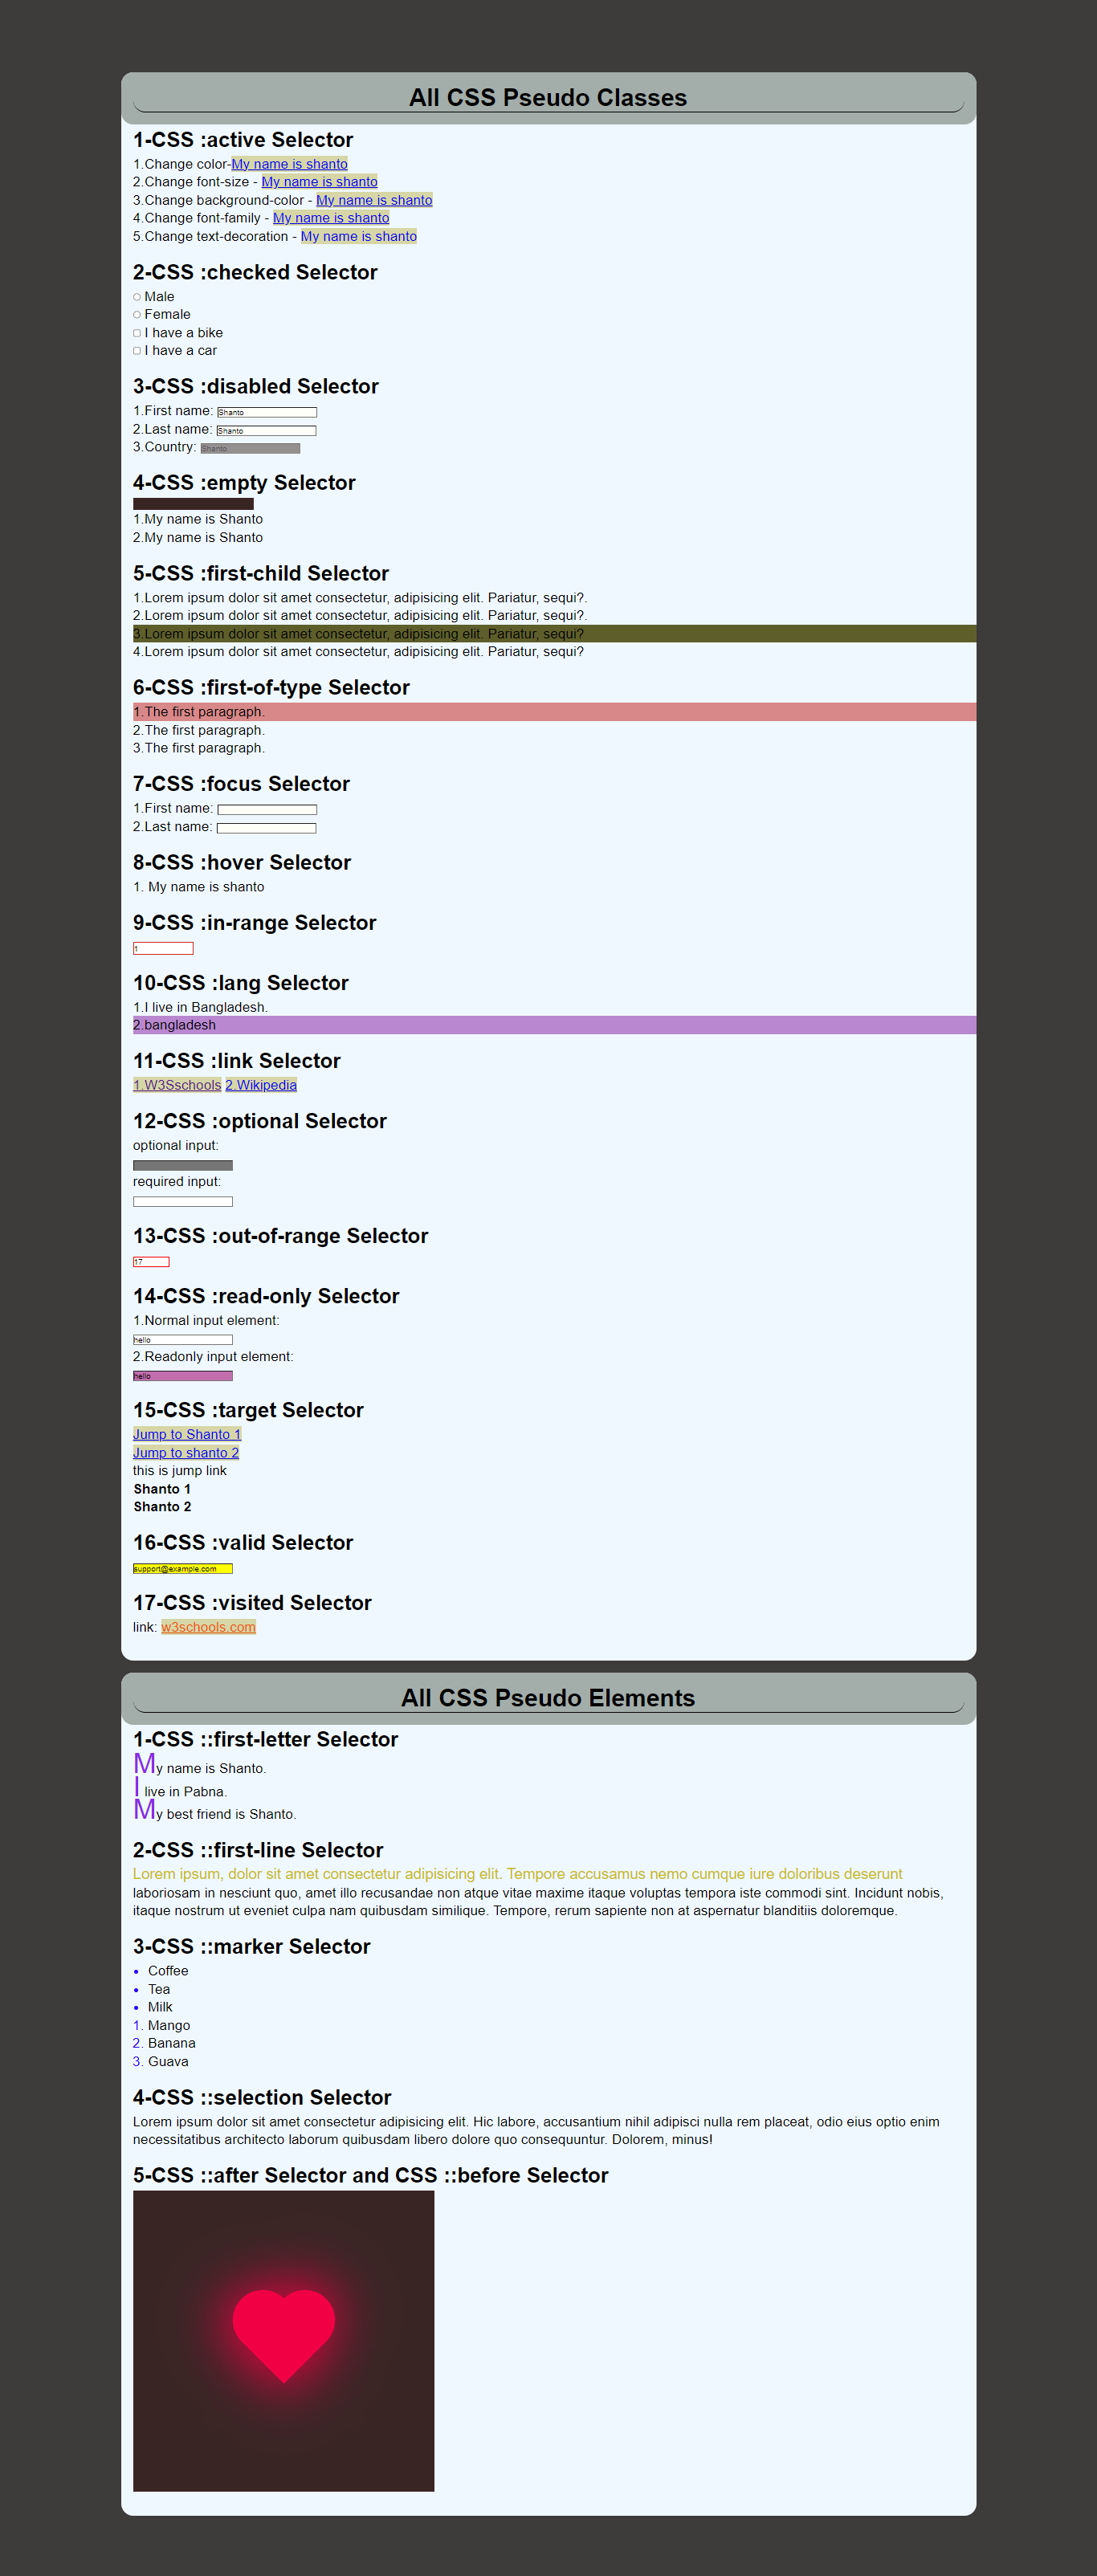 All CSS Pseudo Classes
1-CSS :active Selector
1.Change color-My name is shanto
2.Change font-size - My name is shanto
3.Change background-color - My name is shanto
4.Change font-family - My name is shanto
5.Change text-decoration - My name is shanto
2-CSS :checked Selector
Male
Female
I have a bike
I have a car
3-CSS :disabled Selector
1.First name: Shanto
2.Last name: Shanto
3.Country: Shanto
4-CSS :empty Selector
1.My name is Shanto
2.My name is Shanto
5-CSS :first-child Selector
1.Lorem ipsum dolor sit amet consectetur, adipisicing elit. Pariatur, sequi?.
2.Lorem ipsum dolor sit amet consectetur, adipisicing elit. Pariatur, sequi?.
3.Lorem ipsum dolor sit amet consectetur, adipisicing elit. Pariatur, sequi?
4.Lorem ipsum dolor sit amet consectetur, adipisicing elit. Pariatur, sequi?
6-CSS :first-of-type Selector
1.The first paragraph.
2.The first paragraph.
3.The first paragraph.
7-CSS :focus Selector
1.First name:
2.Last name:
8-CSS :hover Selector
1. My name is shanto
9-CSS :in-range Selector
1
10-CSS :lang Selector
1.I live in Bangladesh.
2.bangladesh
11-CSS :link Selector
1.W3Sschools 2.Wikipedia
12-CSS :optional Selector
optional input:
required input:
13-CSS :out-of-range Selector
17
14-CSS :read-only Selector
1.Normal input element:
hello
2.Readonly input element:
hello
15-CSS :target Selector
Jump to Shanto 1
Jump to shanto 2
this is jump link
Shanto 1
Shanto 2
16-CSS :valid Selector
support@example.com
17-CSS :visited Selector
link: w3schools.com
All CSS Pseudo Elements
1-CSS ::first-letter Selector
My name is Shanto.
I live in Pabna.
My best friend is Shanto.
2-CSS ::first-line Selector
Lorem ipsum, dolor sit amet consectetur adipisicing elit. Tempore accusamus nemo cumque iure doloribus deserunt
laboriosam in nesciunt quo, amet illo recusandae non atque vitae maxime itaque voluptas tempora iste commodi sint. Incidunt nobis,
itaque nostrum ut eveniet culpa nam quibusdam similique. Tempore, rerum sapiente non at aspernatur blanditiis doloremque.
3-CSS ::marker Selector
• Coffee
• Tea
• Milk
1. Mango
2. Banana
3. Guava
4-CSS ::selection Selector
Lorem ipsum dolor sit amet consectetur adipisicing elit. Hic labore, accusantium nihil adipisci nulla rem placeat, odio eius optio enim
necessitatibus architecto laborum quibusdam libero dolore quo consequuntur. Dolorem, minus!
5-CSS ::after Selector and CSS ::before Selector